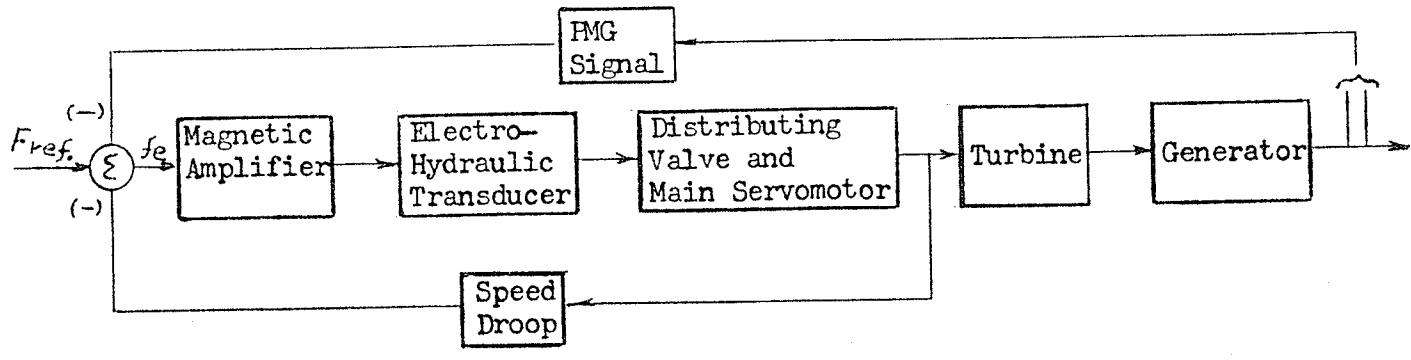 PMG
Signal
(-)
Fref.
Σ
fe
Magnetic
Amplifier
Electro-
Hydraulic
Transducer
Distributing
Valve and
Main Servomotor
Turbine
Generator
(-)
Speed
Droop